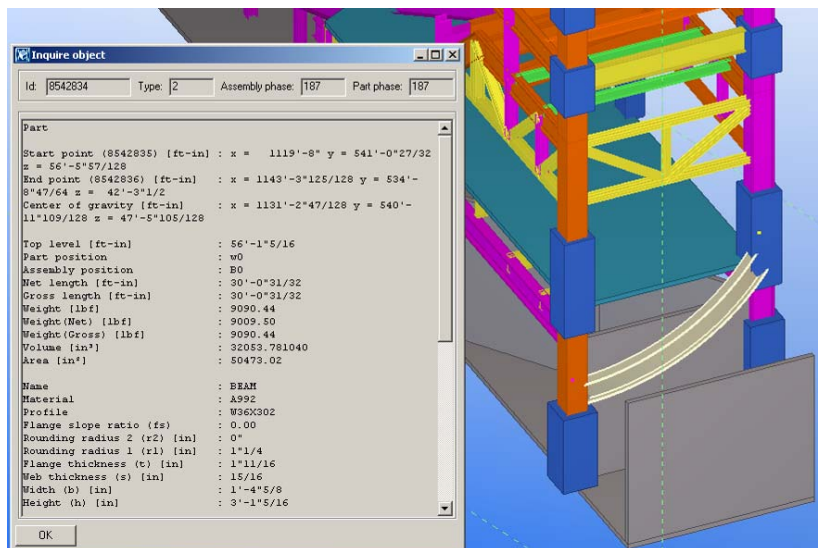 Inquire object
Id: 8542834 Type: 2 Assembly phase: 187 Part phase: 187
Part
Start point (8542835) [ft-in] : x = 1119'-8" y = 541'-0"27/32
z = 56'-5"57/128
End point (8542836) [ft-in] : x = 1143'-3"125/128 y = 534'-
8"47/64 z = 42'-3"1/2
Center of gravity [ft-in] : x = 1131'-2"47/128 y = 540'-
11"109/128 z = 47'-5"105/128
Top level [ft-in] : 56'-1"5/16
Part position : w0
Assembly position : B0
Net length [ft-in] : 30'-0"31/32
Gross length [ft-in] : 30'-0"31/32
Weight [lbf] : 9090.44
Weight(Net) [lbf] : 9009.50
Weight(Gross) [lbf] : 9090.44
Volume [in³] : 32053.781040
Area [in²] : 50473.02
Name : BEAM
Material : A992
Profile : W36X302
Flange slope ratio (fs) : 0.00
Rounding radius 2 (r2) [in] : 0"
Rounding radius 1 (r1) [in] : 1"1/4
Flange thickness (t) [in] : 1"11/16
Web thickness (s) [in] : 15/16
Width (b) [in] : 1'-4"5/8
Height (h) [in] : 3'-1"5/16
OK